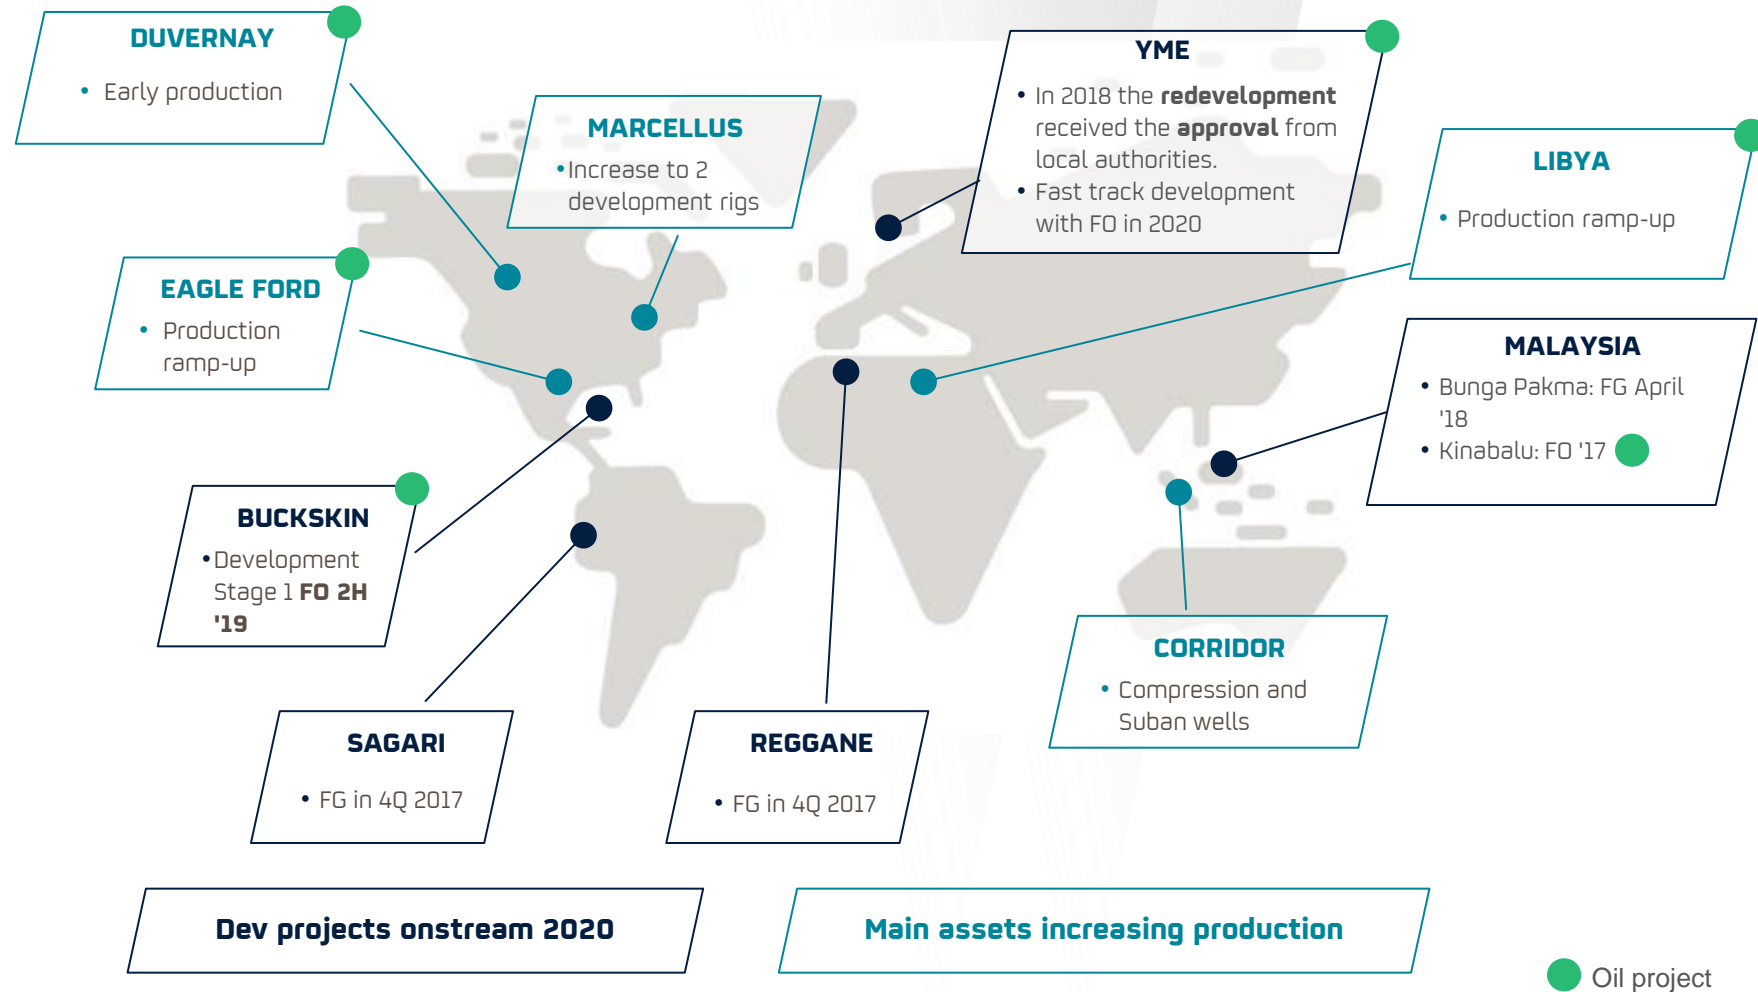 DUVERNAY
• Early production
MARCELLUS
• Increase to 2
development rigs
YME
• In 2018 the redevelopment
received the approval from
local authorities.
• Fast track development
with FO in 2020
LIBYA
• Production ramp-up
EAGLE FORD
• Production
ramp-up
MALAYSIA
• Bunga Pakma: FG April
'18
• Kinabalu: FO '17
BUCKSKIN
• Development
Stage 1 FO 2H
'19
CORRIDOR
• Compression and
Suban wells
SAGARI
• FG in 4Q 2017
REGGANE
• FG in 4Q 2017
Dev projects onstream 2020
Main assets increasing production
Oil project